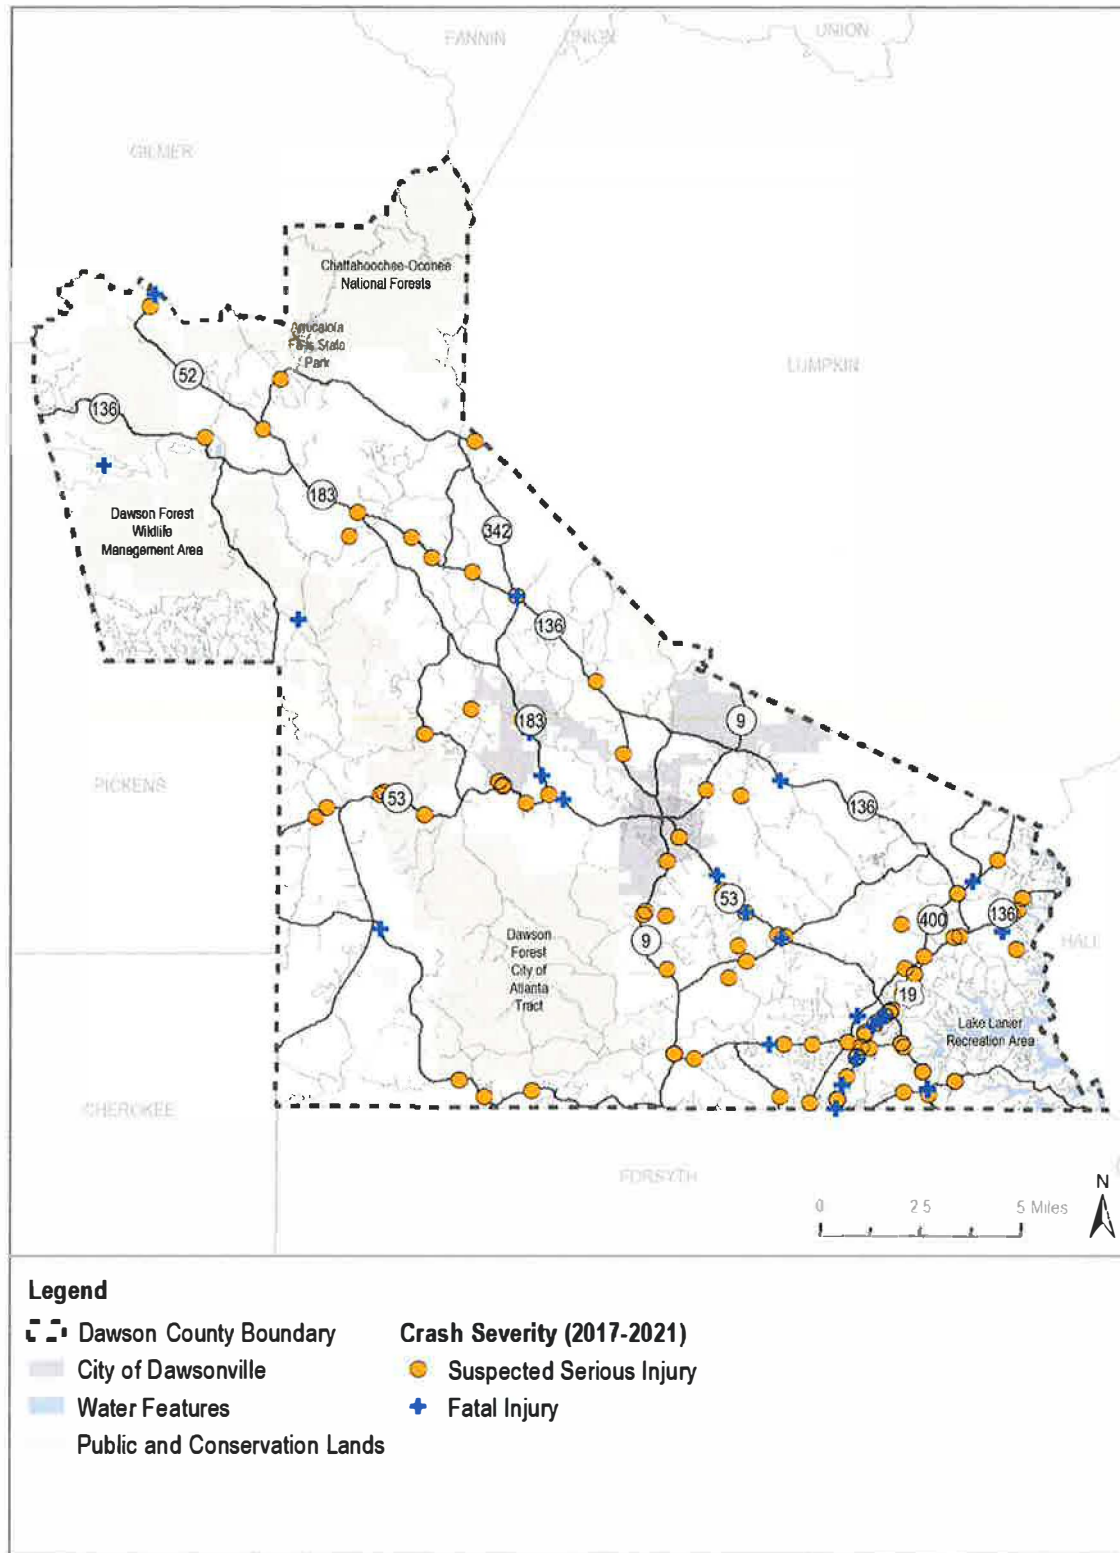 FANNIN
UNION
UNION
GILMER
Chattahoochee-Oconee
National Forests
Amicalola
Falls State
Park
LUMPKIN
52
136
183
Dawson Forest
Wildlife
Management Area
342
136
183
9
PICKENS
53
136
53
400
136
9
HALL
Dawson
Forest
City of
Atlanta
Tract
19
Lake Lanier
Recreation Area
CHEROKEE
FORSYTH
N
0 2.5 5 Miles
Legend
Dawson County Boundary
City of Dawsonville
Water Features
Public and Conservation Lands
Crash Severity (2017-2021)
Suspected Serious Injury
Fatal Injury